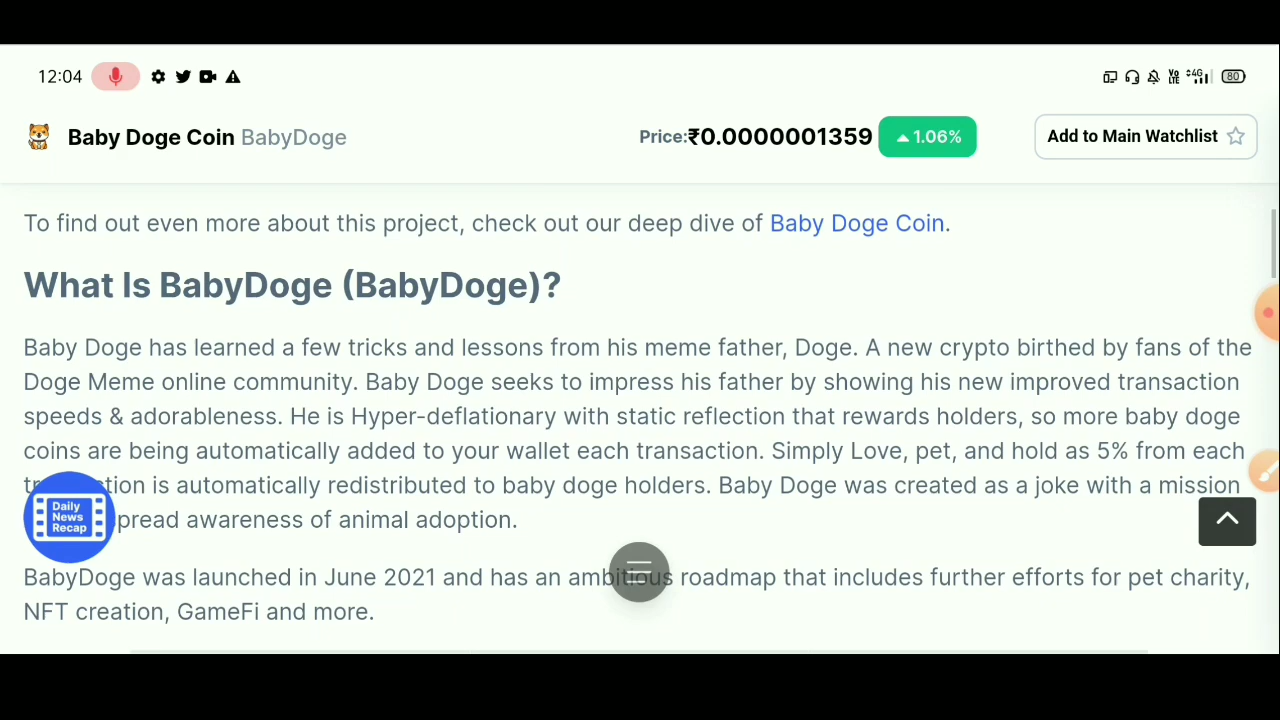 12:04
Vo LTE 4G 80
Baby Doge Coin BabyDoge
Price:₹0.0000001359 1.06%
Add to Main Watchlist
To find out even more about this project, check out our deep dive of Baby Doge Coin.
What Is BabyDoge (BabyDoge)?
Baby Doge has learned a few tricks and lessons from his meme father, Doge. A new crypto birthed by fans of the
Doge Meme online community. Baby Doge seeks to impress his father by showing his new improved transaction
speeds & adorableness. He is Hyper-deflationary with static reflection that rewards holders, so more baby doge
coins are being automatically added to your wallet each transaction. Simply Love, pet, and hold as 5% from each
is automatically redistributed to baby doge holders. Baby Doge was created as a joke with a mission
awareness of animal adoption.
Daily
News
Recap
BabyDoge was launched in June 2021 and has an ambitious roadmap that includes further efforts for pet charity,
NFT creation, GameFi and more.